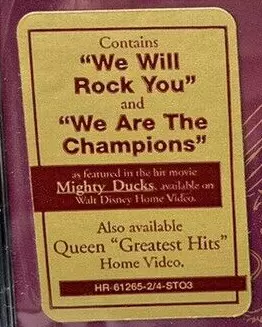 Contains
"We Will
Rock You"
and
"We Are The
Champions"
as featured in the hit movie
Mighty Ducks, available on
Walt Disney Home Video.
Also available
Queen "Greatest Hits"
Home Video.
HR-61265-2/4-STO3